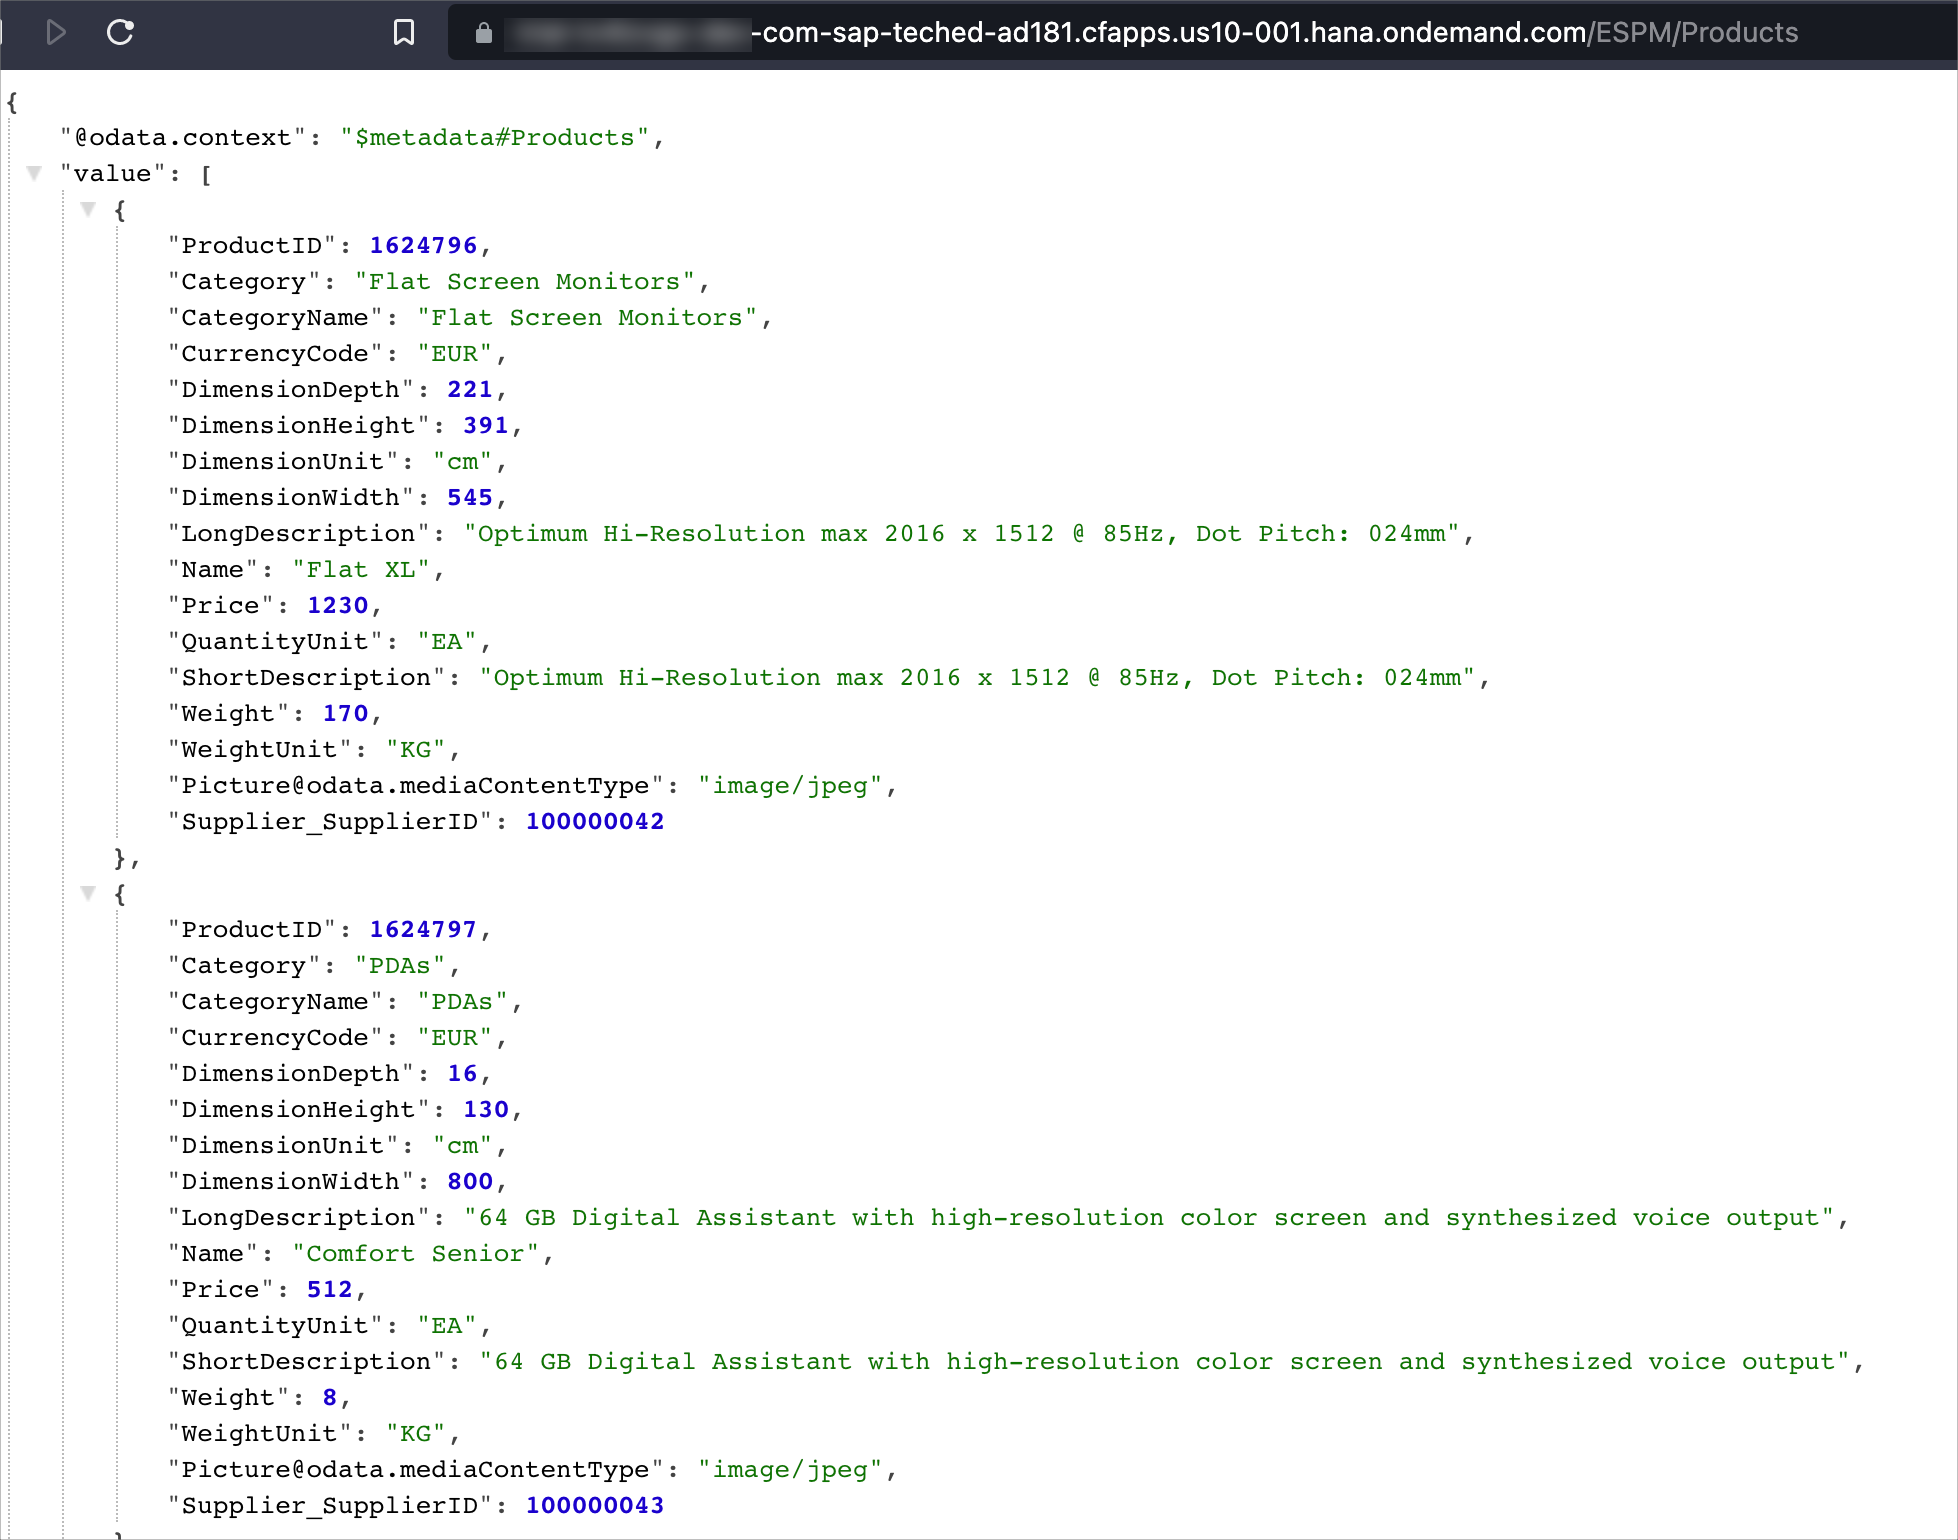 -com-sap-teched-ad181.cfapps.us10-001.hana.ondemand.com/ESPM/Products
{
"@odata.context": "$metadata#Products",
"value": [
{
"ProductID": 1624796,
"Category": "Flat Screen Monitors",
"CategoryName": "Flat Screen Monitors",
"CurrencyCode": "EUR",
"DimensionDepth": 221,
"DimensionHeight": 391,
"DimensionUnit": "cm",
"DimensionWidth": 545,
"LongDescription": "Optimum Hi-Resolution max 2016 x 1512 @ 85Hz, Dot Pitch: 024mm",
"Name": "Flat XL",
"Price": 1230,
"QuantityUnit": "EA",
"ShortDescription": "Optimum Hi-Resolution max 2016 x 1512 @ 85Hz, Dot Pitch: 024mm",
"Weight": 170,
"WeightUnit": "KG",
"Picture@odata.mediaContentType": "image/jpeg",
"Supplier_SupplierID": 100000042
},
{
"ProductID": 1624797,
"Category": "PDAs",
"CategoryName": "PDAs",
"CurrencyCode": "EUR",
"DimensionDepth": 16,
"DimensionHeight": 130,
"DimensionUnit": "cm",
"DimensionWidth": 800,
"LongDescription": "64 GB Digital Assistant with high-resolution color screen and synthesized voice output",
"Name": "Comfort Senior",
"Price": 512,
"QuantityUnit": "EA",
"ShortDescription": "64 GB Digital Assistant with high-resolution color screen and synthesized voice output",
"Weight": 8,
"WeightUnit": "KG",
"Picture@odata.mediaContentType": "image/jpeg",
"Supplier_SupplierID": 100000043